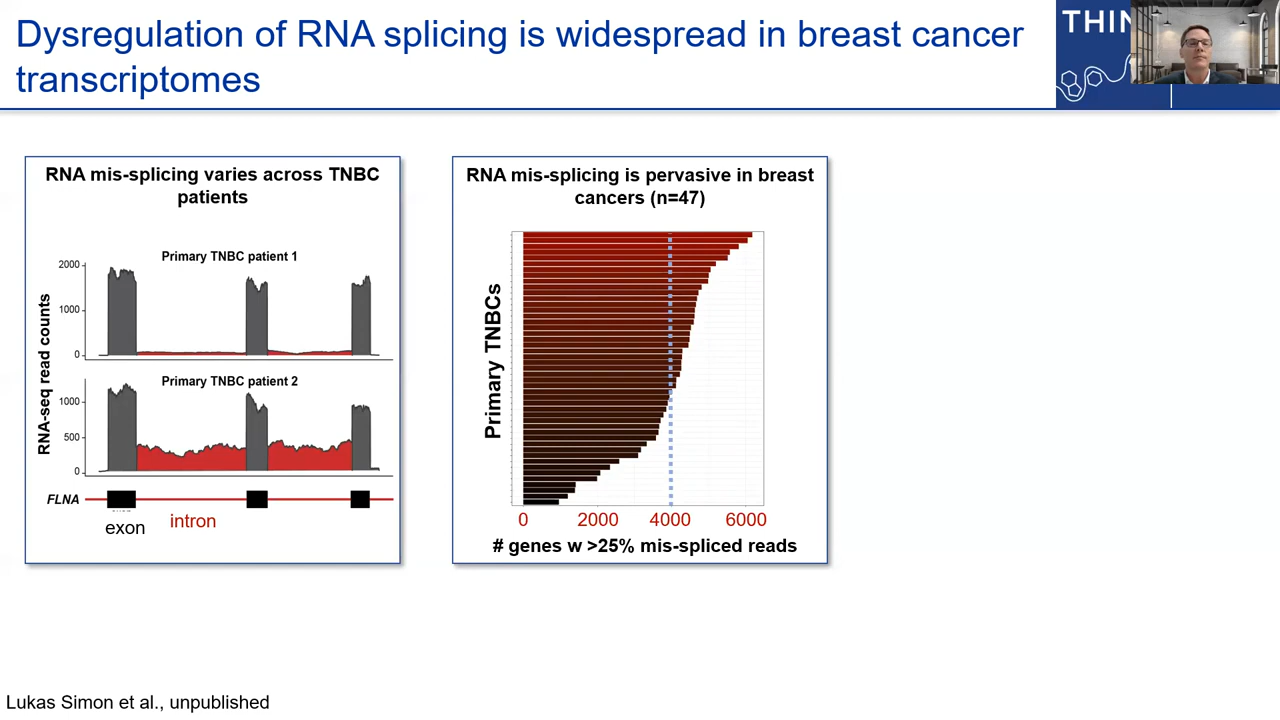 Dysregulation of RNA splicing is widespread in breast cancer
transcriptomes
THIN
RNA mis-splicing varies across TNBC
patients
Primary TNBC patient 1
2000
1000
0
Primary TNBC patient 2
1000
500
0
RNA-seq read counts
FLNA
exon
intron
RNA mis-splicing is pervasive in breast
cancers (n=47)
Primary TNBCs
0 2000 4000 6000
# genes w >25% mis-spliced reads
Lukas Simon et al., unpublished